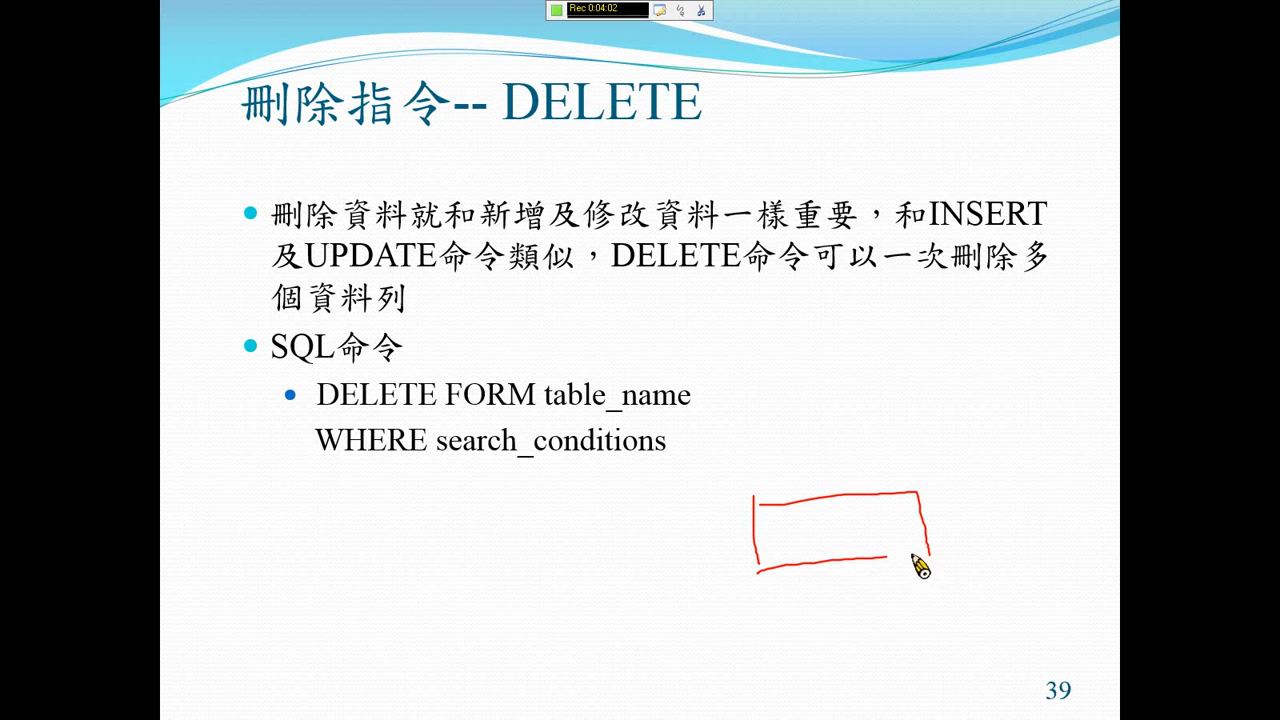 Rec 0:04:02
刪除指令-- DELETE
刪除資料就和新增及修改資料一樣重要，和INSERT
及UPDATE命令類似，DELETE命令可以一次刪除多
個資料列
SQL命令
DELETE FORM table_name
WHERE search_conditions
39